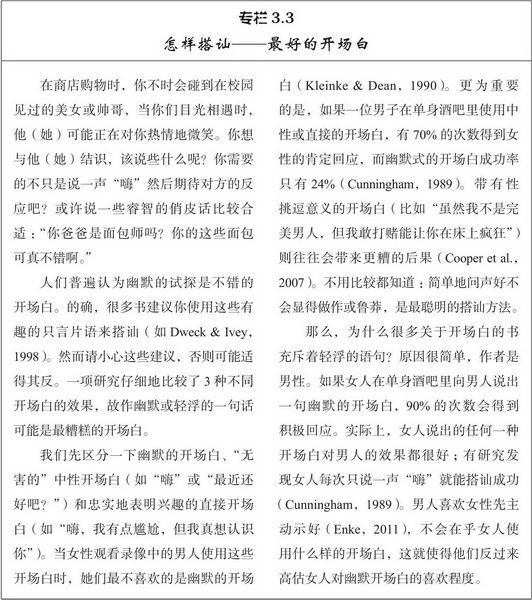 专栏 3.3
怎样搭讪——最好的开场白
在商店购物时，你不时会碰到在校园
见过的美女或帅哥，当你们目光相遇时，
他（她）可能正在对你热情地微笑。你想
与他（她）结识，该说些什么呢？你需要
的不只是说一声“嗨”然后期待对方的反
应吧？或许说一些睿智的俏皮话比较合
适：“你爸爸是面包师吗？你的这些面包
可真不错啊。”
人们普遍认为幽默的试探是不错的
开场白。的确，很多书建议你使用这些有
趣的只言片语来搭讪（如 Dweck & Ivey，
1998）。然而请小心这些建议，否则可能适
得其反。一项研究仔细地比较了 3 种不同
开场白的效果，故作幽默或轻浮的一句话
可能是最糟糕的开场白。
我们先区分一下幽默的开场白、“无
害的”中性开场白（如“嗨”或“最近还
好吧？”）和忠实地表明兴趣的直接开场
白（如“嗨，我有点尴尬，但我真想认识
你”）。当女性观看录像中的男人使用这些
开场白时，她们最不喜欢的是幽默的开场
白（Kleinke & Dean，1990）。更为重要
的是，如果一位男子在单身酒吧里使用中
性或直接的开场白，有 70% 的次数得到女
性的肯定回应，而幽默式的开场白成功率
只有 24%（Cunningham，1989）。带有性
挑逗意义的开场白（比如“虽然我不是完
美男人，但我敢打赌能让你在床上疯狂”）
则往往会带来更糟的后果（Cooper et al.，
2007）。不用比较都知道：简单地问声好不
会显得做作或鲁莽，是最聪明的搭讪方法。
那么，为什么很多关于开场白的书
充斥着轻浮的语句？原因很简单，作者是
男性。如果女人在单身酒吧里向男人说出
一句幽默的开场白，90% 的次数会得到
积极回应。实际上，女人说出的任何一种
开场白对男人的效果都很好；有研究发
现女人每次只说一声“嗨”就能搭讪成功
（Cunningham，1989）。男人喜欢女性先主
动示好（Enke，2011），不会在乎女人使
用什么样的开场白，这就使得他们反过来
高估女人对幽默开场白的喜欢程度。